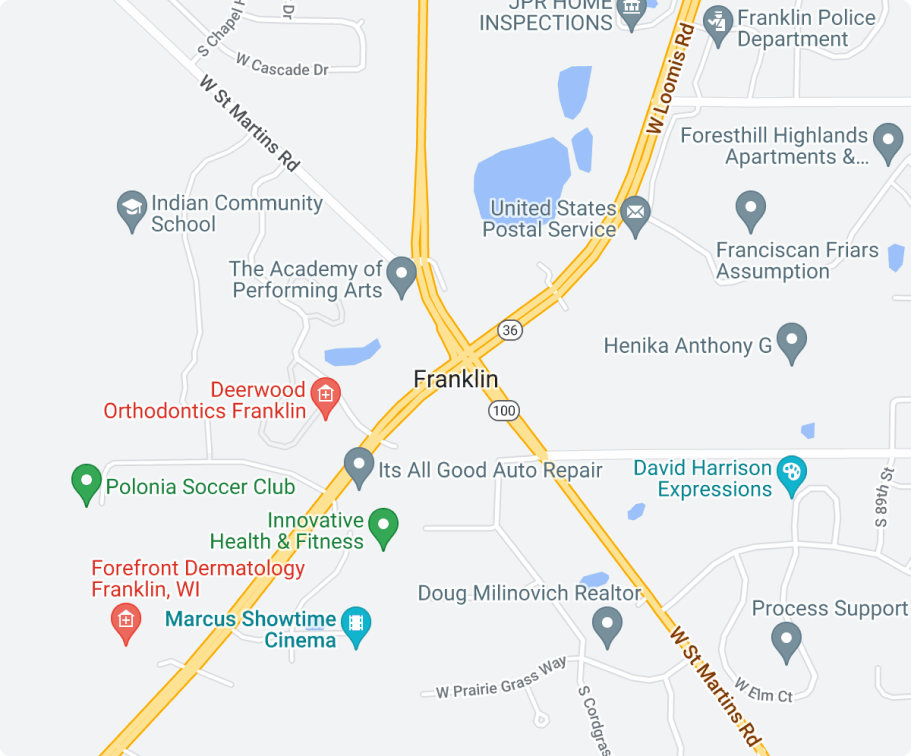 JPR HOME
INSPECTIONS
Franklin Police
Department
S Chapel H
Dr
W Cascade Dr
W St Martins Rd
W Loomis Rd
Foresthill Highlands
Apartments &...
Indian Community
School
United States
Postal Service
Franciscan Friars
Assumption
The Academy of
Performing Arts
36
Henika Anthony G
Franklin
Deerwood
Orthodontics Franklin
100
Its All Good Auto Repair
David Harrison
Expressions
S 89th St
Polonia Soccer Club
Innovative
Health & Fitness
Forefront Dermatology
Franklin, WI
Doug Milinovich Realtor
Marcus Showtime
Cinema
Process Support
W St Martins Rd
W Prairie Grass Way
W Elm Ct
S Cordgras